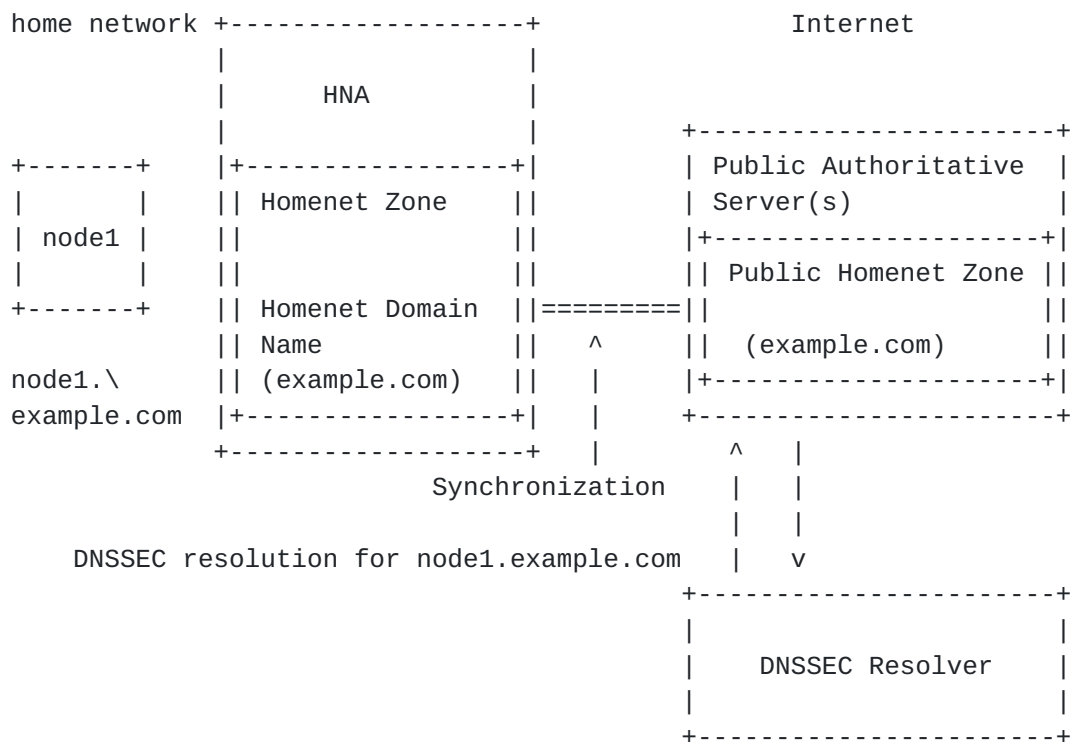 home network Internet
HNA
Public Authoritative
Homenet Zone Server(s)
node1
Public Homenet Zone
Homenet Domain
Name (example.com)
node1.\ (example.com)
example.com
Synchronization
DNSSEC resolution for node1.example.com
DNSSEC Resolver